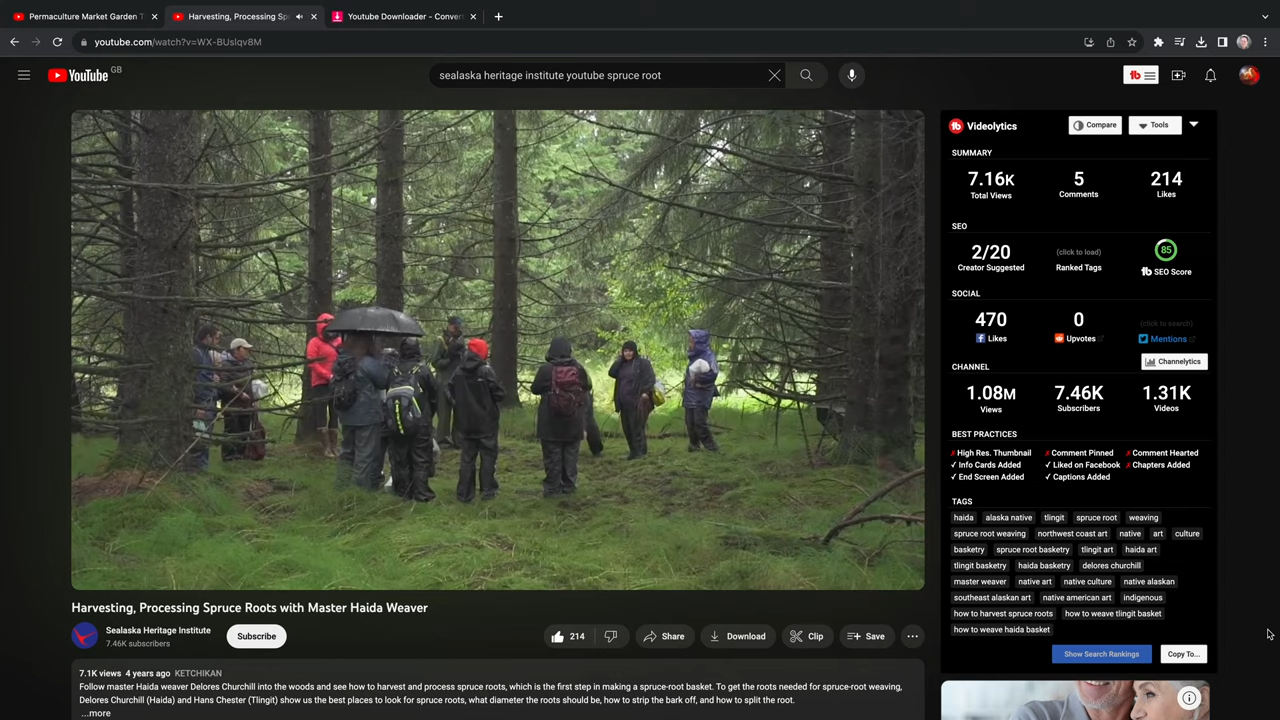 Permaculture Market Garden T
Harvesting, Processing Sp
Youtube Downloader - Conver
youtube.com/watch?v=WX-BUslqv8M
YouTube GB
sealaska heritage institute youtube spruce root
Videolytics
Compare
Tools
SUMMARY
7.16K 5 214
Total Views Comments Likes
SEO
2/20 (click to load) 85
Creator Suggested Ranked Tags SEO Score
SOCIAL
470 0 (click to search)
Likes Upvotes Mentions
Channelytics
CHANNEL
1.08M 7.46K 1.31K
Views Subscribers Videos
BEST PRACTICES
✗ High Res. Thumbnail ✗ Comment Pinned ✗ Comment Hearted
✓ Info Cards Added ✓ Liked on Facebook ✗ Chapters Added
✓ End Screen Added ✓ Captions Added
TAGS
haida alaska native tlingit spruce root weaving
spruce root weaving northwest coast art native art culture
basketry spruce root basketry tlingit art haida art
tlingit basketry haida basketry delores churchill
master weaver native art native culture native alaskan
southeast alaskan art native american art indigenous
how to harvest spruce roots how to weave tlingit basket
how to weave haida basket
Show Search Rankings Copy To...
Harvesting, Processing Spruce Roots with Master Haida Weaver
Sealaska Heritage Institute
7.46K subscribers
Subscribe
214 Share Download Clip Save
7.1K views 4 years ago KETCHIKAN
Follow master Haida weaver Delores Churchill into the woods and see how to harvest and process spruce roots, which is the first step in making a spruce-root basket. To get the roots needed for spruce-root weaving,
Delores Churchill (Haida) and Hans Chester (Tlingit) show us the best places to look for spruce roots, what diameter the roots should be, how to strip the bark off, and how to split the root.
...more